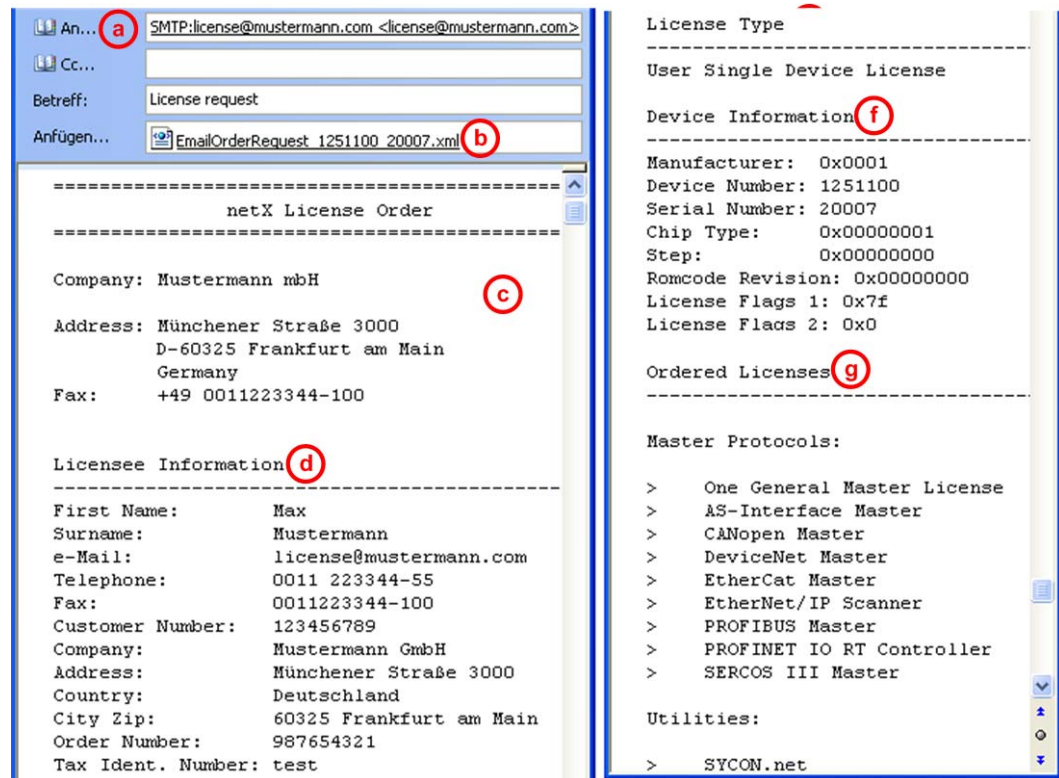 An... a SMTP:license@mustermann.com <license@mustermann.com>
Cc...
Betreff: License request
Anfügen... EmailOrderRequest_1251100_20007.xml b
==============================================
netX License Order
==============================================
Company: Mustermann mbH
c
Address: Münchener Straße 3000
D-60325 Frankfurt am Main
Germany
Fax: +49 0011223344-100
Licensee Information d
----------------------------------------------
First Name: Max
Surname: Mustermann
e-Mail: license@mustermann.com
Telephone: 0011 223344-55
Fax: 0011223344-100
Customer Number: 123456789
Company: Mustermann GmbH
Address: Münchener Straße 3000
Country: Deutschland
City Zip: 60325 Frankfurt am Main
Order Number: 987654321
Tax Ident. Number: test
License Type
----------------------------------
User Single Device License
Device Information f
----------------------------------
Manufacturer: 0x0001
Device Number: 1251100
Serial Number: 20007
Chip Type: 0x00000001
Step: 0x00000000
Romcode Revision: 0x00000000
License Flags 1: 0x7f
License Flags 2: 0x0
Ordered Licenses g
----------------------------------
Master Protocols:
> One General Master License
> AS-Interface Master
> CANopen Master
> DeviceNet Master
> EtherCat Master
> EtherNet/IP Scanner
> PROFIBUS Master
> PROFINET IO RT Controller
> SERCOS III Master
Utilities:
> SYCON.net